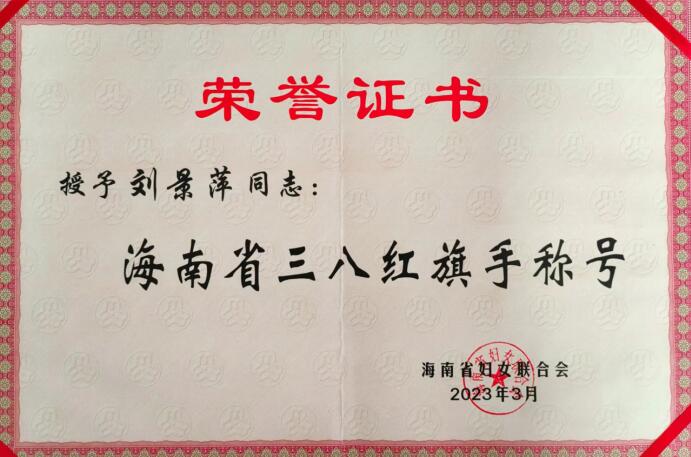 荣誉证书
授予刘景萍同志：
海南省三八红旗手称号
海南省妇女联合会
2023年3月